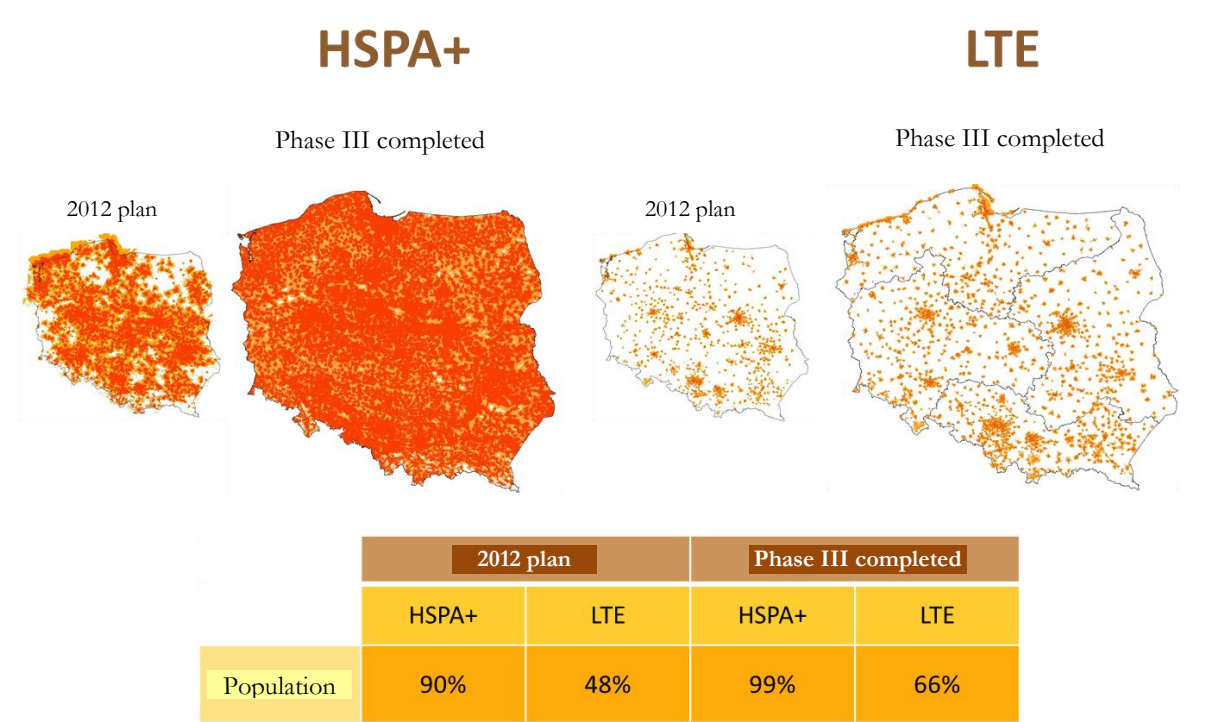 HSPA+ LTE
Phase III completed Phase III completed
2012 plan 2012 plan
2012 plan Phase III completed
HSPA+ LTE HSPA+ LTE
Population 90% 48% 99% 66%